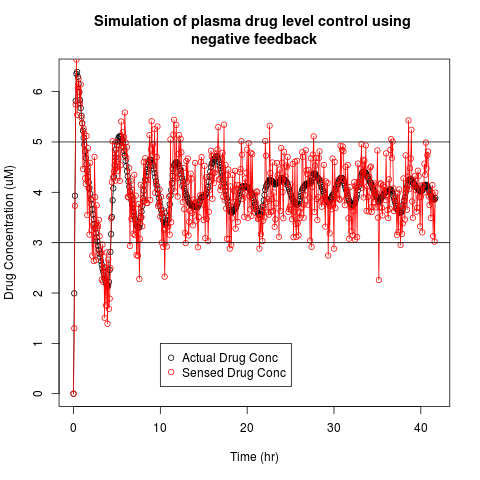 Simulation of plasma drug level control using
negative feedback
Drug Concentration (uM)
6
5
4
3
2
1
0
Actual Drug Conc
Sensed Drug Conc
0 10 20 30 40
Time (hr)